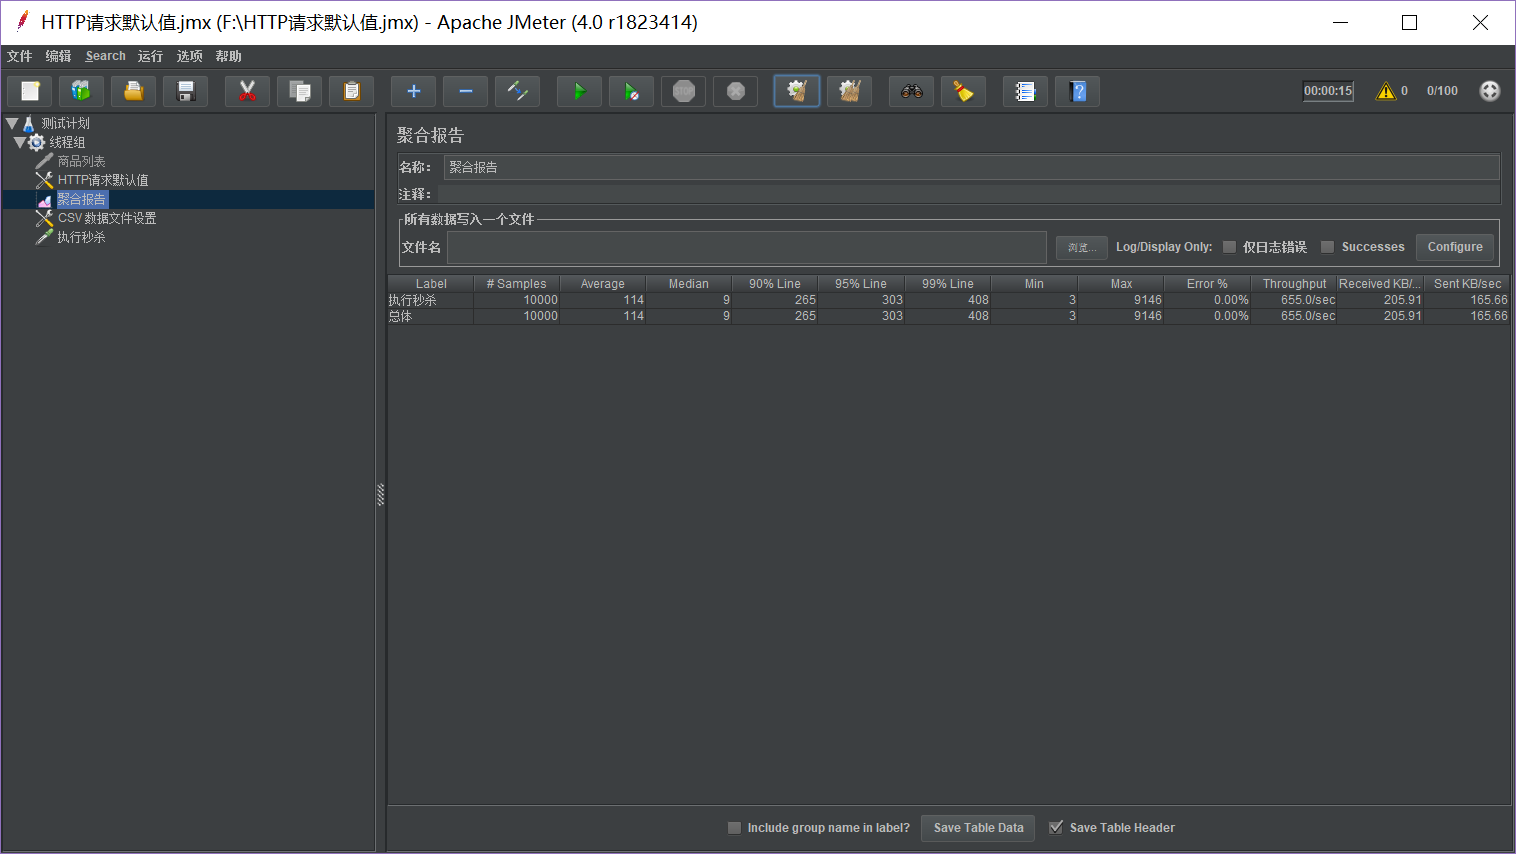 HTTP请求默认值.jmx (F:\HTTP请求默认值.jmx) - Apache JMeter (4.0 r1823414)
文件 编辑 Search 运行 选项 帮助
STOP 00:00:15 0 0/100
测试计划
线程组
商品列表
HTTP请求默认值
聚合报告
CSV 数据文件设置
执行秒杀
聚合报告
名称： 聚合报告
注释：
所有数据写入一个文件
文件名 浏览... Log/Display Only: 仅日志错误 Successes Configure
Label # Samples Average Median 90% Line 95% Line 99% Line Min Max Error % Throughput Received KB/... Sent KB/sec
执行秒杀 10000 114 9 265 303 408 3 9146 0.00% 655.0/sec 205.91 165.66
总体 10000 114 9 265 303 408 3 9146 0.00% 655.0/sec 205.91 165.66
Include group name in label? Save Table Data Save Table Header